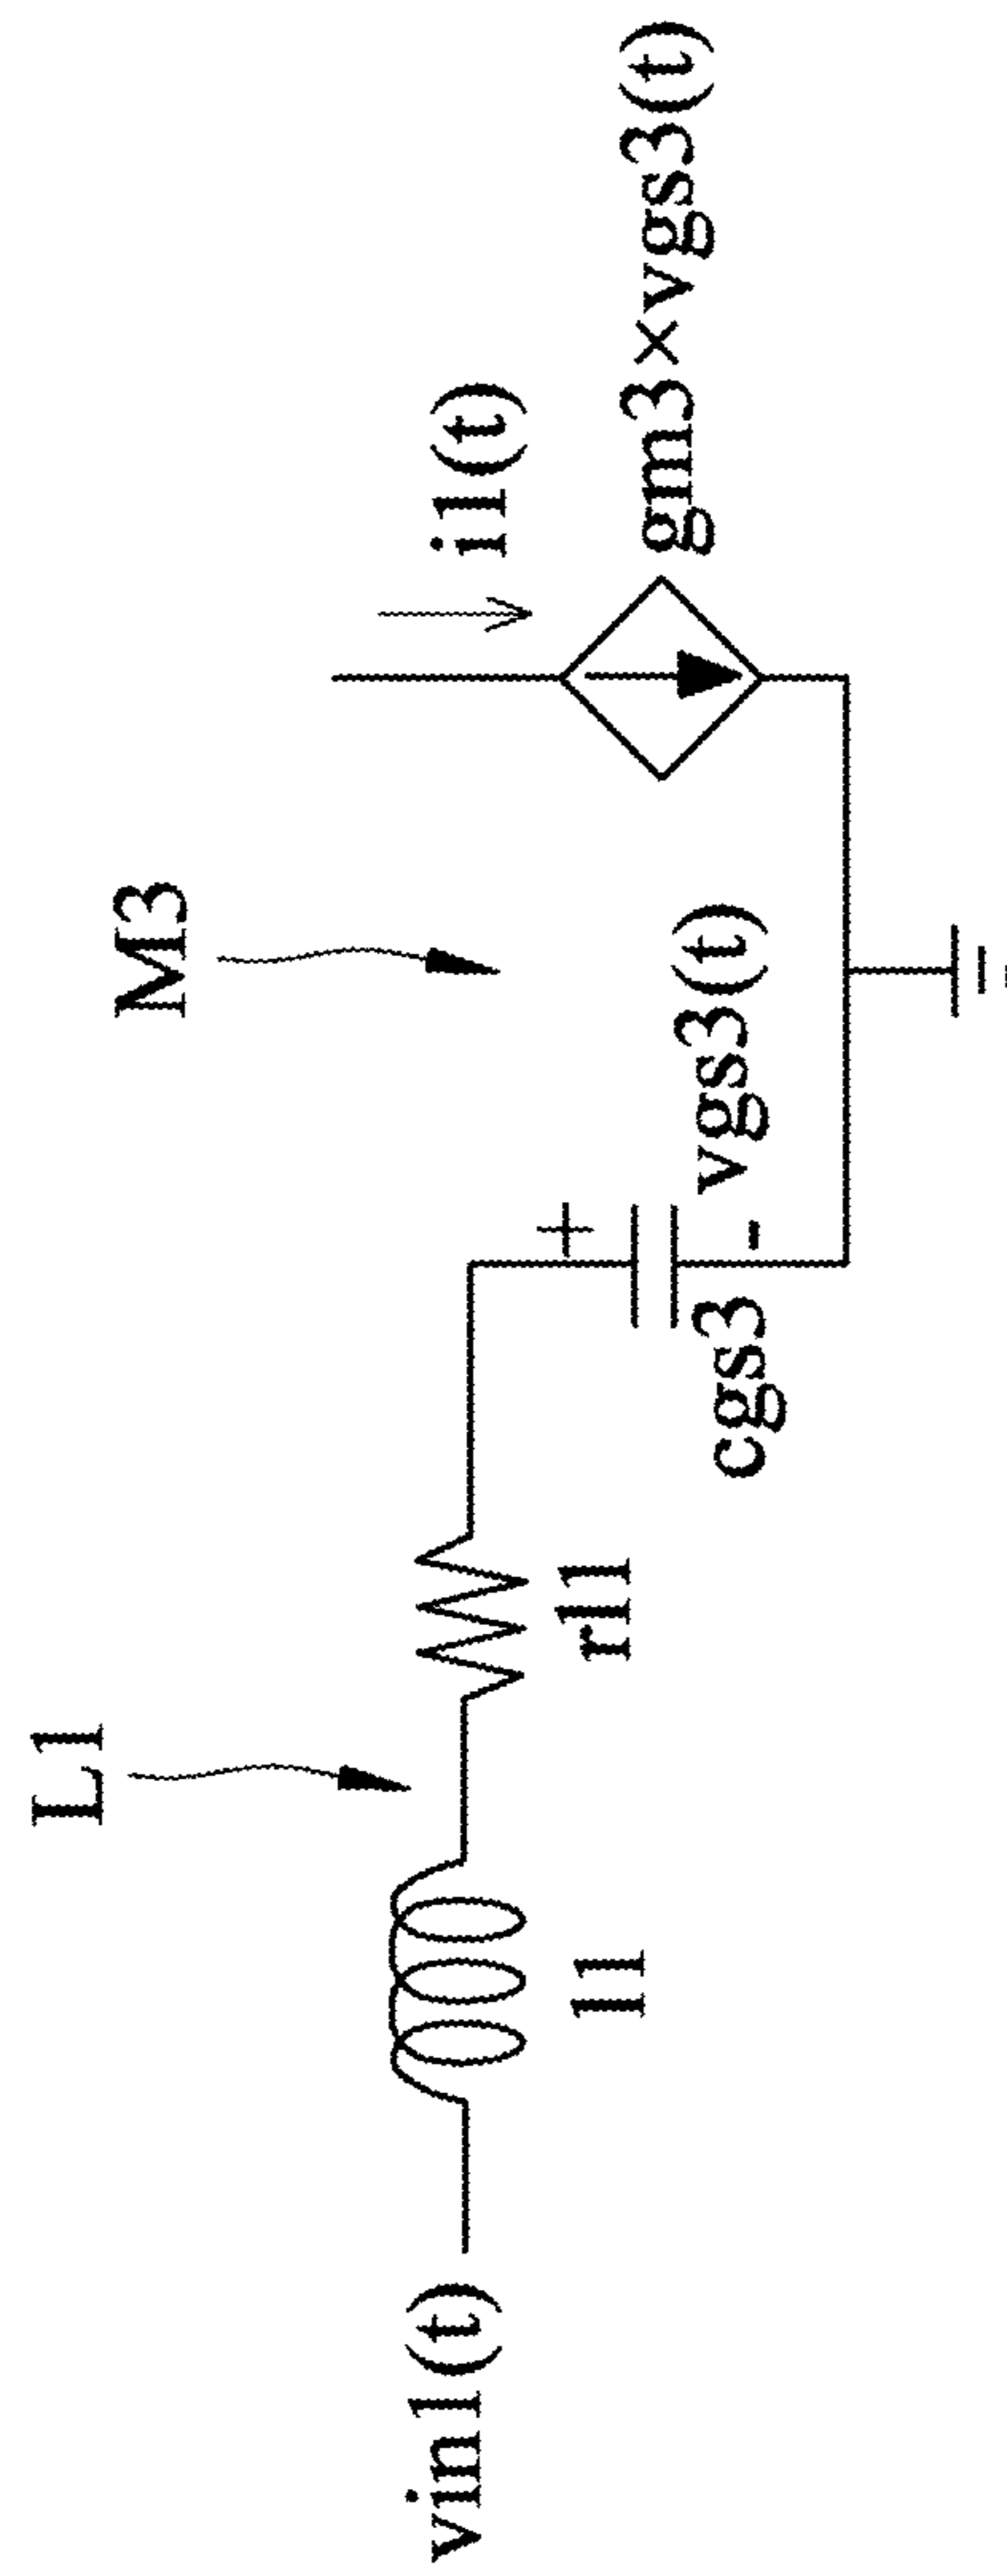 L1
M3
i1(t)
vin1(t)
l1
rl1
+
cgs3
-
vgs3(t)
gm3×vgs3(t)